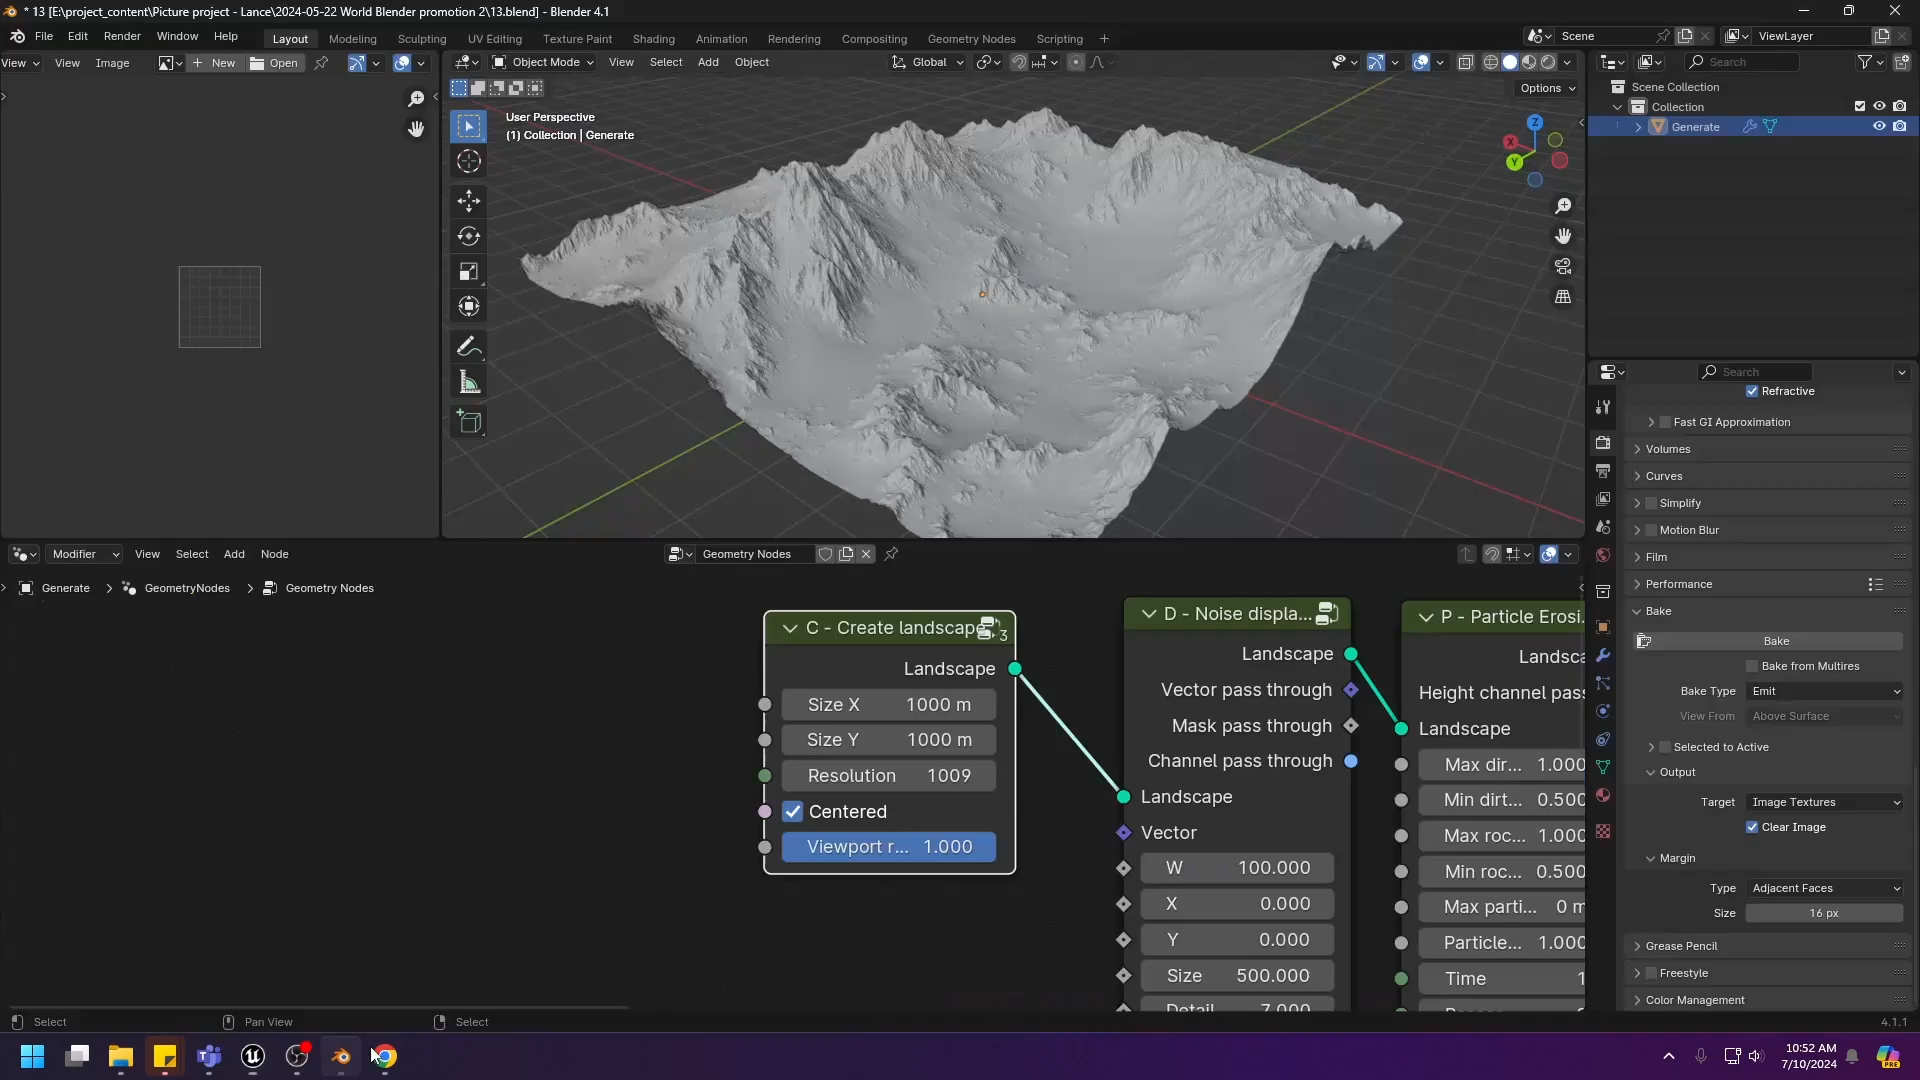 * 13 [E:\project_content\Picture project - Lance\2024-05-22 World Blender promotion 2\13.blend] - Blender 4.1
File Edit Render Window Help
Layout Modeling Sculpting UV Editing Texture Paint Shading Animation Rendering Compositing Geometry Nodes Scripting +
Scene
ViewLayer
View View Image New Open
Object Mode View Select Add Object Global
Search
Options
User Perspective
(1) Collection | Generate
Z
X
Y
Scene Collection
Collection
Generate
Search
Refractive
Fast GI Approximation
Volumes
Curves
Simplify
Motion Blur
Film
Performance
Bake
Bake
Bake from Multires
Bake Type Emit
View From Above Surface
Selected to Active
Output
Target Image Textures
Clear Image
Margin
Type Adjacent Faces
Size 16 px
Grease Pencil
Freestyle
Color Management
Modifier View Select Add Node Geometry Nodes
Generate > GeometryNodes > Geometry Nodes
C - Create landscape 3
Landscape
Size X 1000 m
Size Y 1000 m
Resolution 1009
Centered
Viewport r... 1.000
D - Noise displa...
Landscape
Vector pass through
Mask pass through
Channel pass through
Landscape
Vector
W 100.000
X 0.000
Y 0.000
Size 500.000
Detail 7.000
P - Particle Erosi
Landsca
Height channel pas
Landscape
Max dir... 1.000
Min dirt... 0.500
Max roc... 1.000
Min roc... 0.500
Max parti... 0 m
Particle... 1.000
Time 1
Select Pan View Select
4.1.1
10:52 AM
7/10/2024
PRE